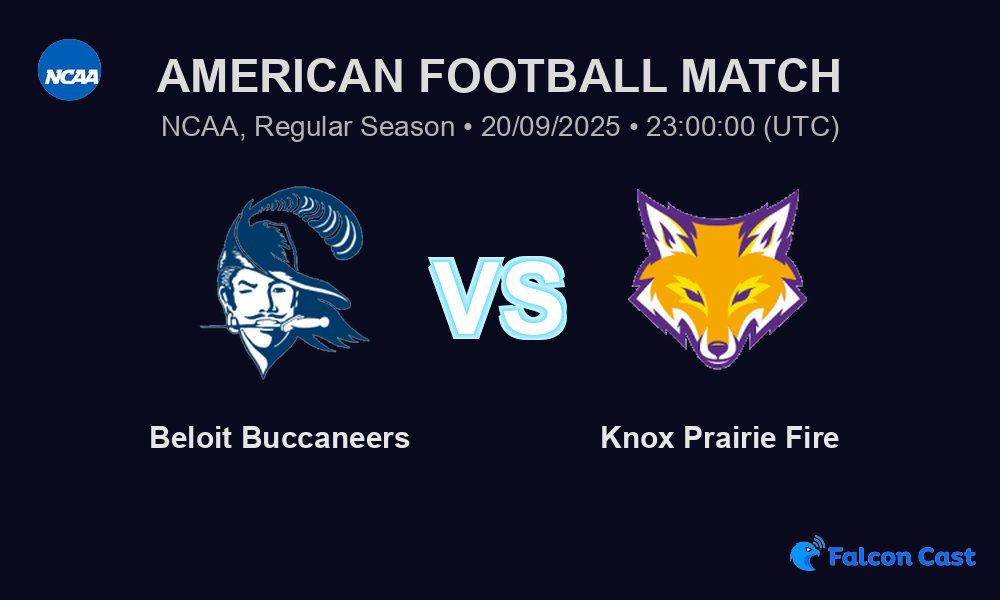 NCAA
AMERICAN FOOTBALL MATCH
NCAA, Regular Season • 20/09/2025 • 23:00:00 (UTC)
VS
Beloit Buccaneers
Knox Prairie Fire
Falcon Cast